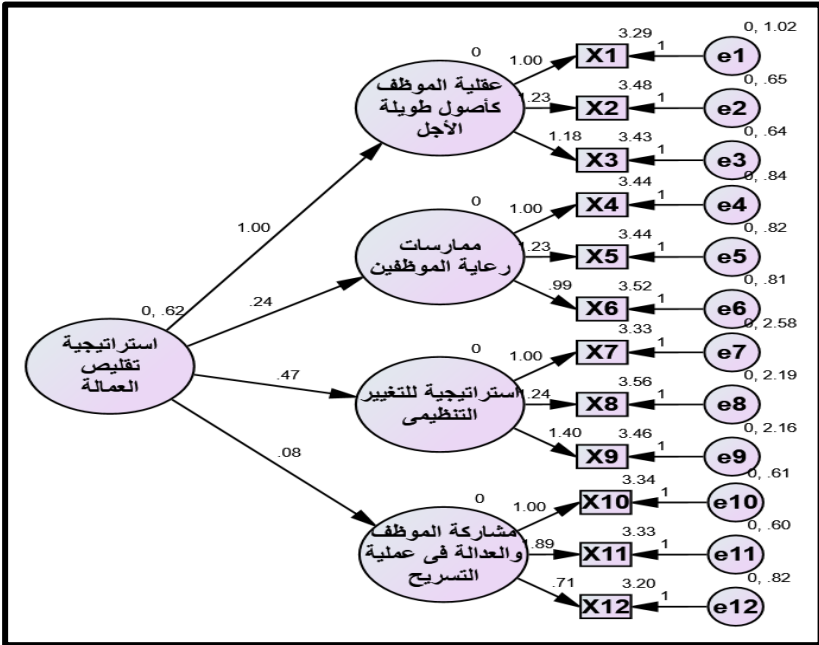 0, 1.02
3.29
0
1.00
X1
1
e1
عقلية الموظف
كأصول طويلة
الأجل
0, .65
3.48
1.23
X2
1
e2
0, .64
3.43
1.18
X3
1
e3
0, .84
3.44
0
1.00
X4
1
e4
ممارسات
رعاية الموظفين
0, .82
3.44
1.23
X5
1
e5
0, .81
3.52
.99
X6
1
e6
1.00
.24
.47
.08
0, .62
استراتيجية
تقليص
العمالة
0, 2.58
3.33
0
1.00
X7
1
e7
استراتيجية للتغيير
التنظيمى
0, 2.19
3.56
1.24
X8
1
e8
0, 2.16
3.46
1.40
X9
1
e9
0, .61
3.34
0
1.00
X10
1
e10
مشاركة الموظف
والعدالة فى عملية
التسريح
0, .60
3.33
1.89
X11
1
e11
0, .82
3.20
.71
X12
1
e12